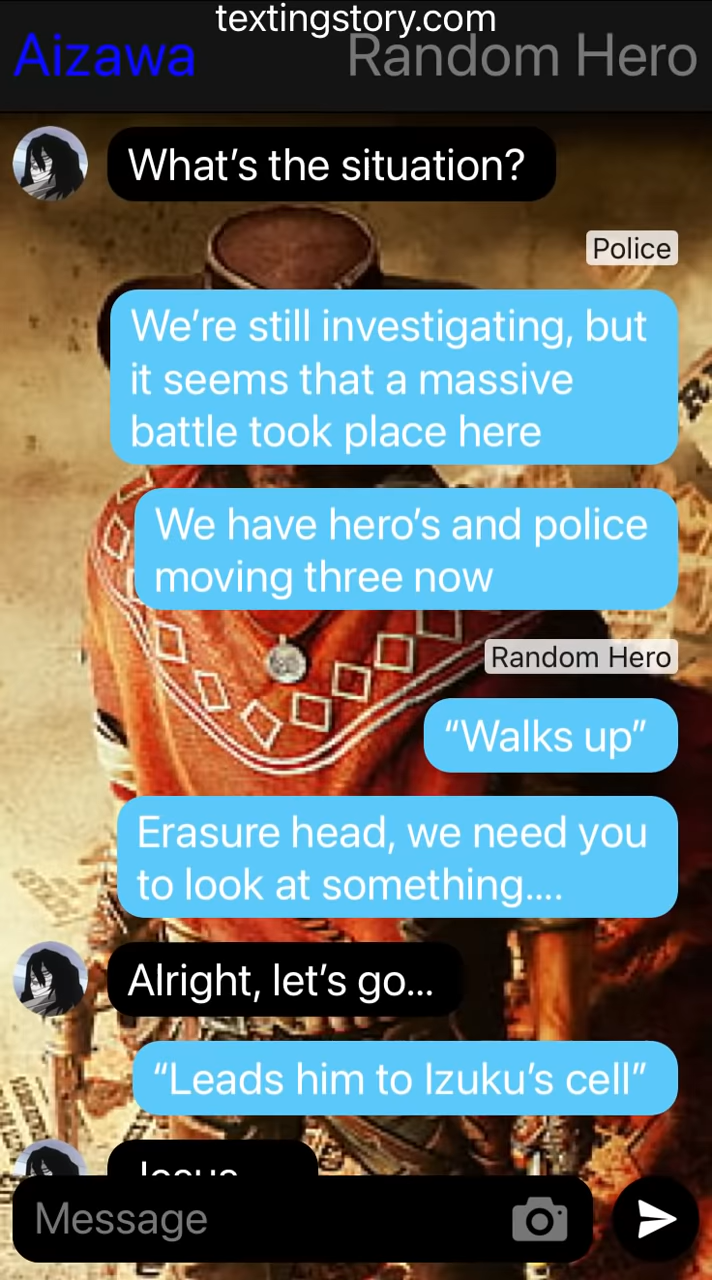 textingstory.com
Aizawa
Random Hero
What’s the situation?
Police
We’re still investigating, but
it seems that a massive
battle took place here
We have hero’s and police
moving three now
Random Hero
“Walks up”
Erasure head, we need you
to look at something....
Alright, let’s go...
“Leads him to Izuku’s cell”
Message